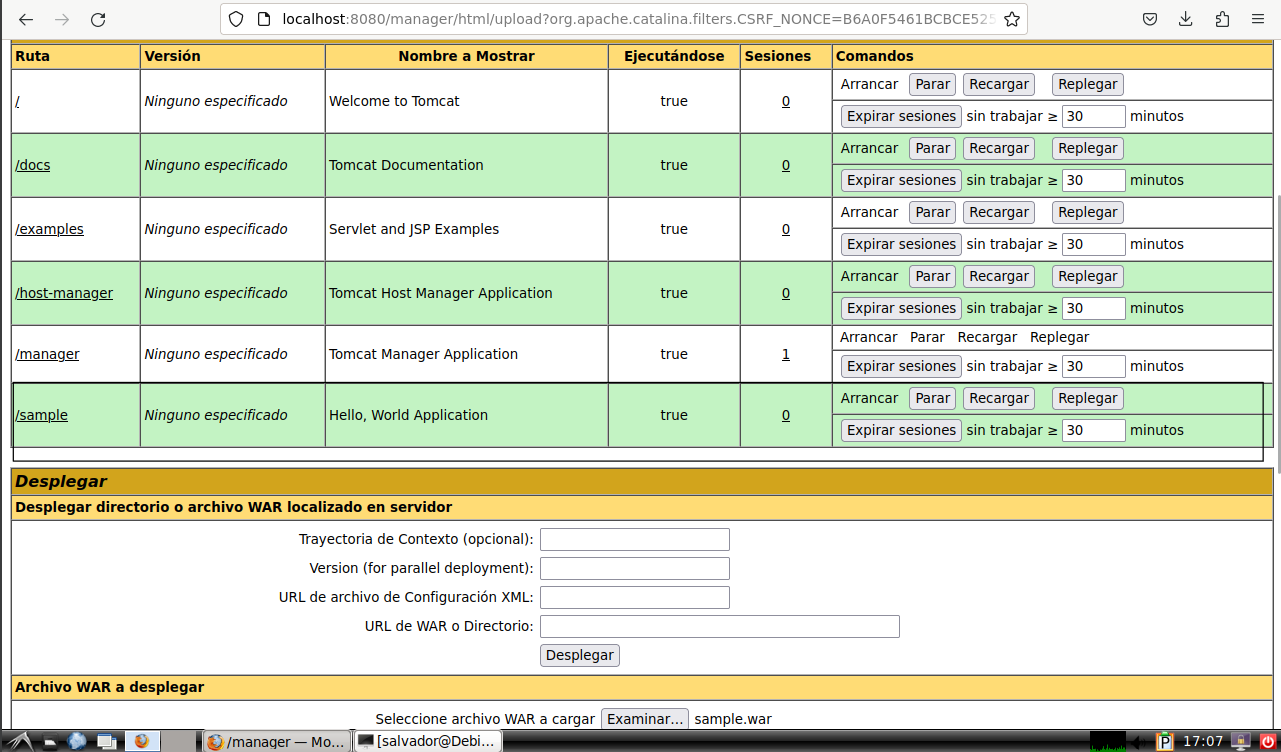 localhost:8080/manager/html/upload?org.apache.catalina.filters.CSRF_NONCE=B6A0F5461BCBCE525
Ruta Versión Nombre a Mostrar Ejecutándose Sesiones Comandos
/ Ninguno especificado Welcome to Tomcat true 0 Arrancar Parar Recargar Replegar
Expirar sesiones sin trabajar ≥ 30 minutos
/docs Ninguno especificado Tomcat Documentation true 0 Arrancar Parar Recargar Replegar
Expirar sesiones sin trabajar ≥ 30 minutos
/examples Ninguno especificado Servlet and JSP Examples true 0 Arrancar Parar Recargar Replegar
Expirar sesiones sin trabajar ≥ 30 minutos
/host-manager Ninguno especificado Tomcat Host Manager Application true 0 Arrancar Parar Recargar Replegar
Expirar sesiones sin trabajar ≥ 30 minutos
/manager Ninguno especificado Tomcat Manager Application true 1 Arrancar Parar Recargar Replegar
Expirar sesiones sin trabajar ≥ 30 minutos
/sample Ninguno especificado Hello, World Application true 0 Arrancar Parar Recargar Replegar
Expirar sesiones sin trabajar ≥ 30 minutos
Desplegar
Desplegar directorio o archivo WAR localizado en servidor
Trayectoria de Contexto (opcional):
Version (for parallel deployment):
URL de archivo de Configuración XML:
URL de WAR o Directorio:
Desplegar
Archivo WAR a desplegar
Seleccione archivo WAR a cargar Examinar... sample.war
/manager — Mo... [salvador@Debi... P 17:07